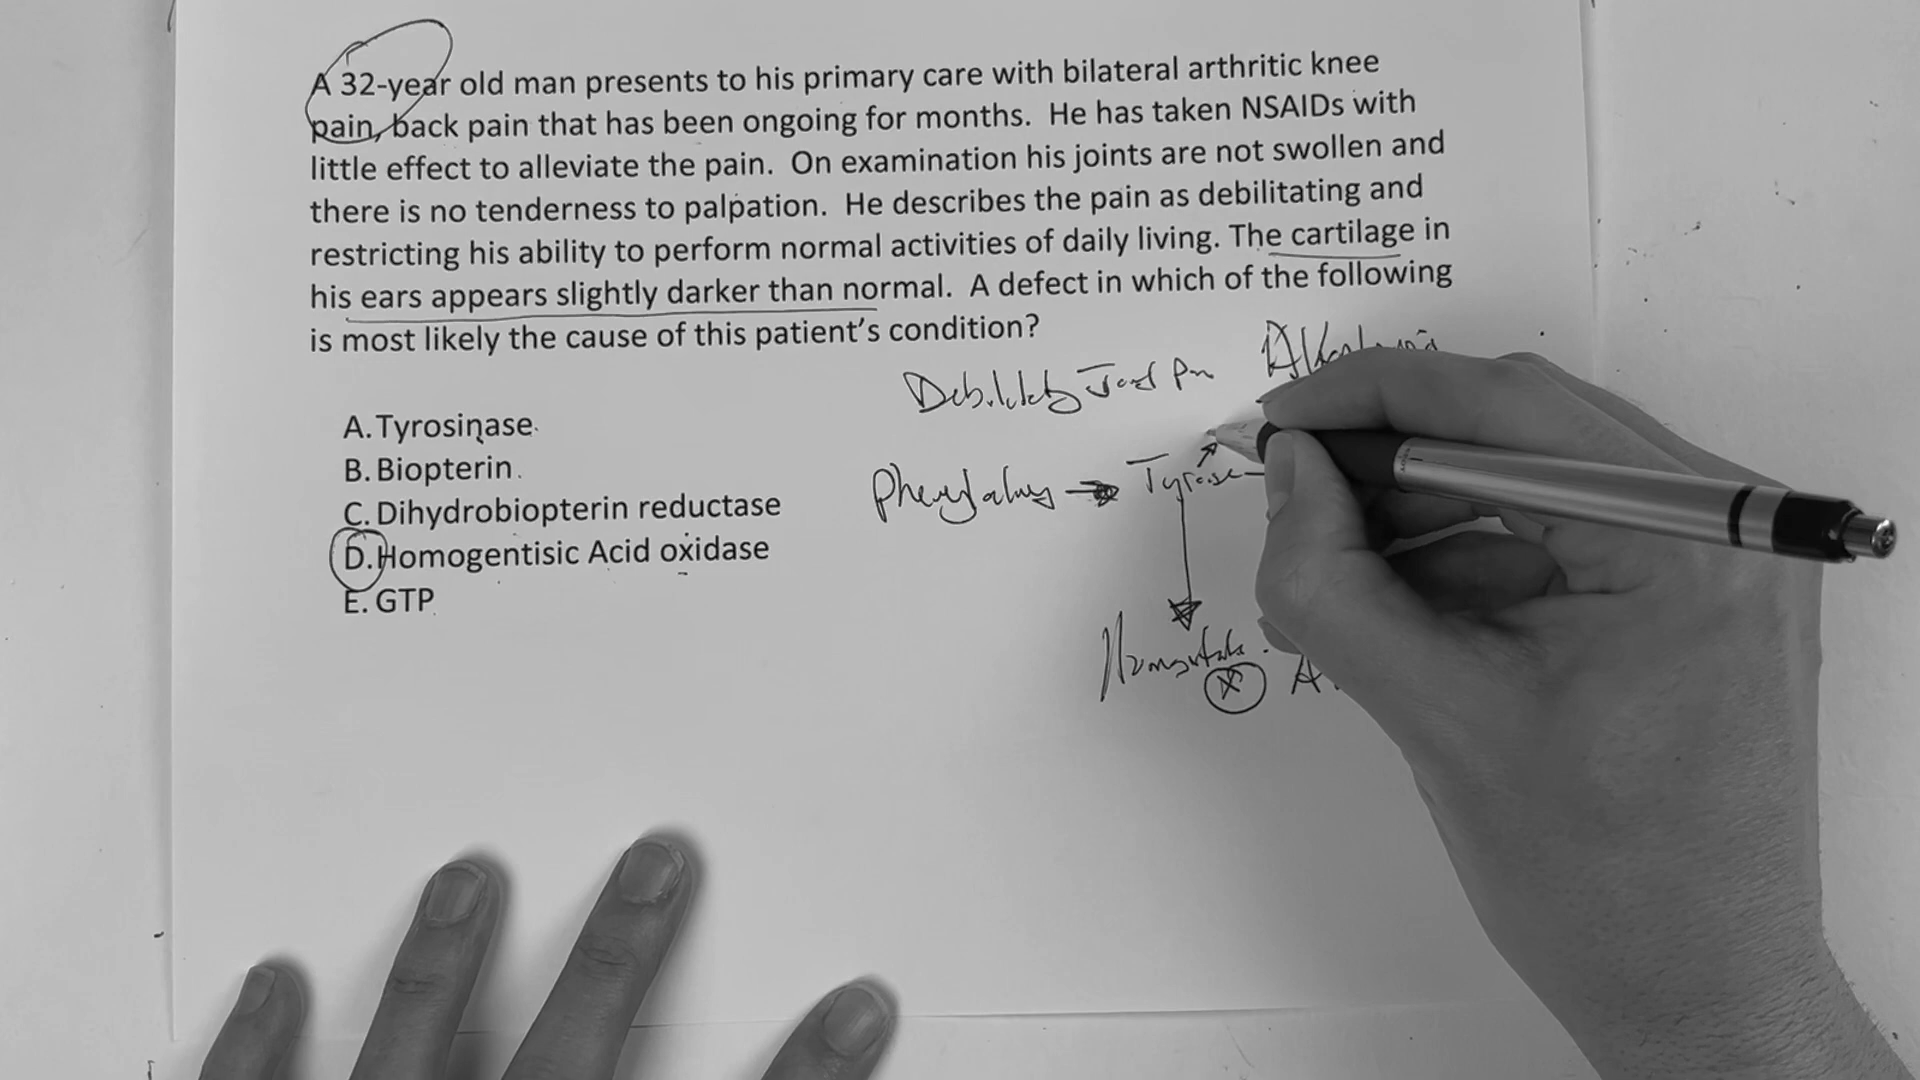 A 32-year old man presents to his primary care with bilateral arthritic knee
pain, back pain that has been ongoing for months. He has taken NSAIDs with
little effect to alleviate the pain. On examination his joints are not swollen and
there is no tenderness to palpation. He describes the pain as debilitating and
restricting his ability to perform normal activities of daily living. The cartilage in
his ears appears slightly darker than normal. A defect in which of the following
is most likely the cause of this patient's condition?
A. Tyrosinase
B. Biopterin
C. Dihydrobiopterin reductase
D. Homogentisic Acid oxidase
E. GTP